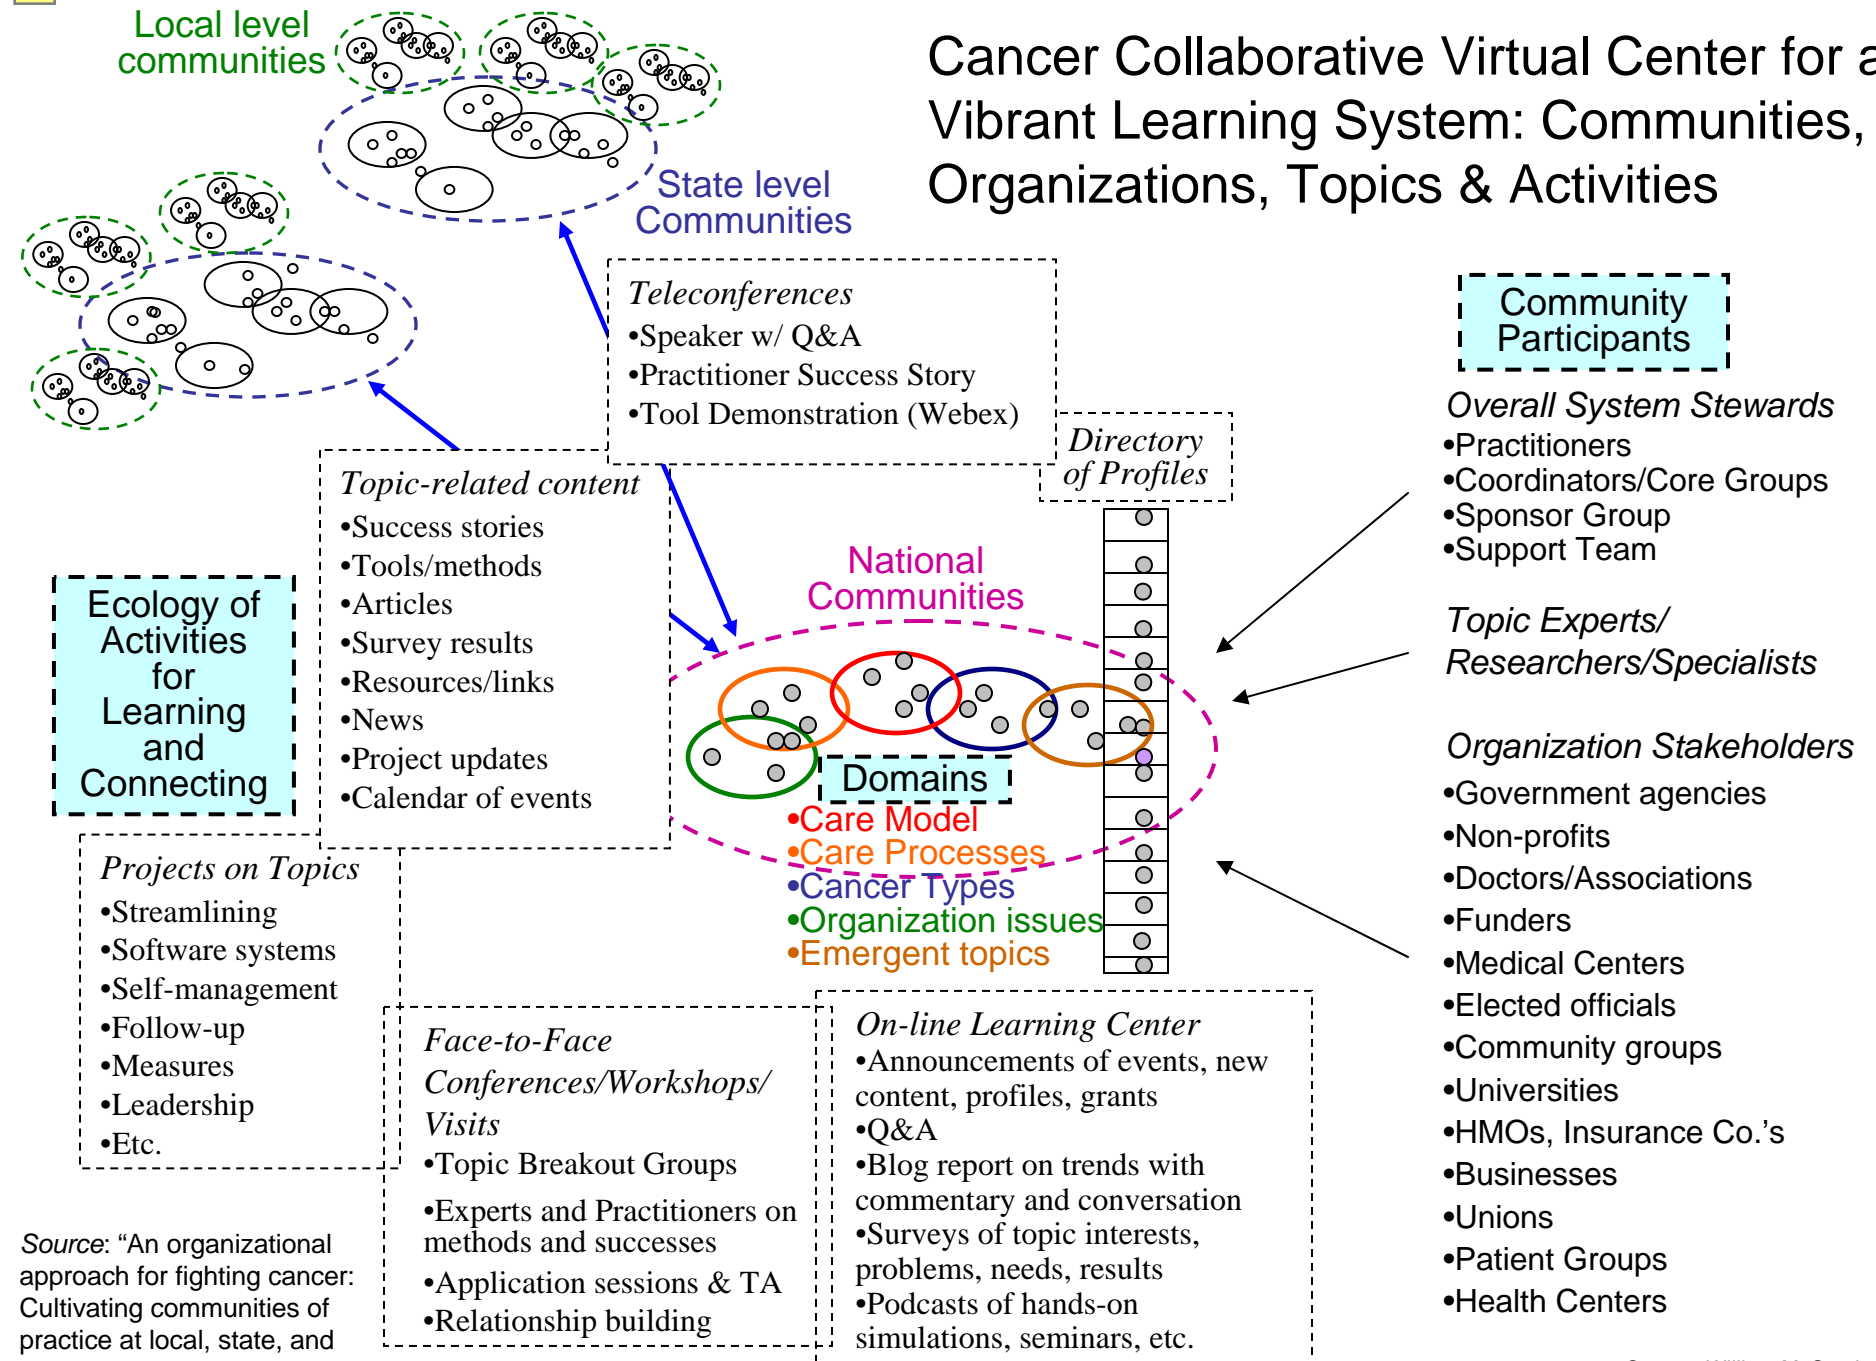 Local level
communities
Cancer Collaborative Virtual Center for a
Vibrant Learning System: Communities,
Organizations, Topics & Activities
State level
Communities
Teleconferences
•Speaker w/ Q&A
•Practitioner Success Story
•Tool Demonstration (Webex)
Directory
of Profiles
Community
Participants
Overall System Stewards
•Practitioners
•Coordinators/Core Groups
•Sponsor Group
•Support Team
Topic Experts/
Researchers/Specialists
Organization Stakeholders
•Government agencies
•Non-profits
•Doctors/Associations
•Funders
•Medical Centers
•Elected officials
•Community groups
•Universities
•HMOs, Insurance Co.'s
•Businesses
•Unions
•Patient Groups
•Health Centers
Topic-related content
•Success stories
•Tools/methods
•Articles
•Survey results
•Resources/links
•News
•Project updates
•Calendar of events
Ecology of
Activities
for
Learning
and
Connecting
National
Communities
Domains
•Care Model
•Care Processes
•Cancer Types
•Organization issues
•Emergent topics
Projects on Topics
•Streamlining
•Software systems
•Self-management
•Follow-up
•Measures
•Leadership
•Etc.
Face-to-Face
Conferences/Workshops/
Visits
•Topic Breakout Groups
•Experts and Practitioners on
methods and successes
•Application sessions & TA
•Relationship building
On-line Learning Center
•Announcements of events, new
content, profiles, grants
•Q&A
•Blog report on trends with
commentary and conversation
•Surveys of topic interests,
problems, needs, results
•Podcasts of hands-on
simulations, seminars, etc.
Source: “An organizational
approach for fighting cancer:
Cultivating communities of
practice at local, state, and